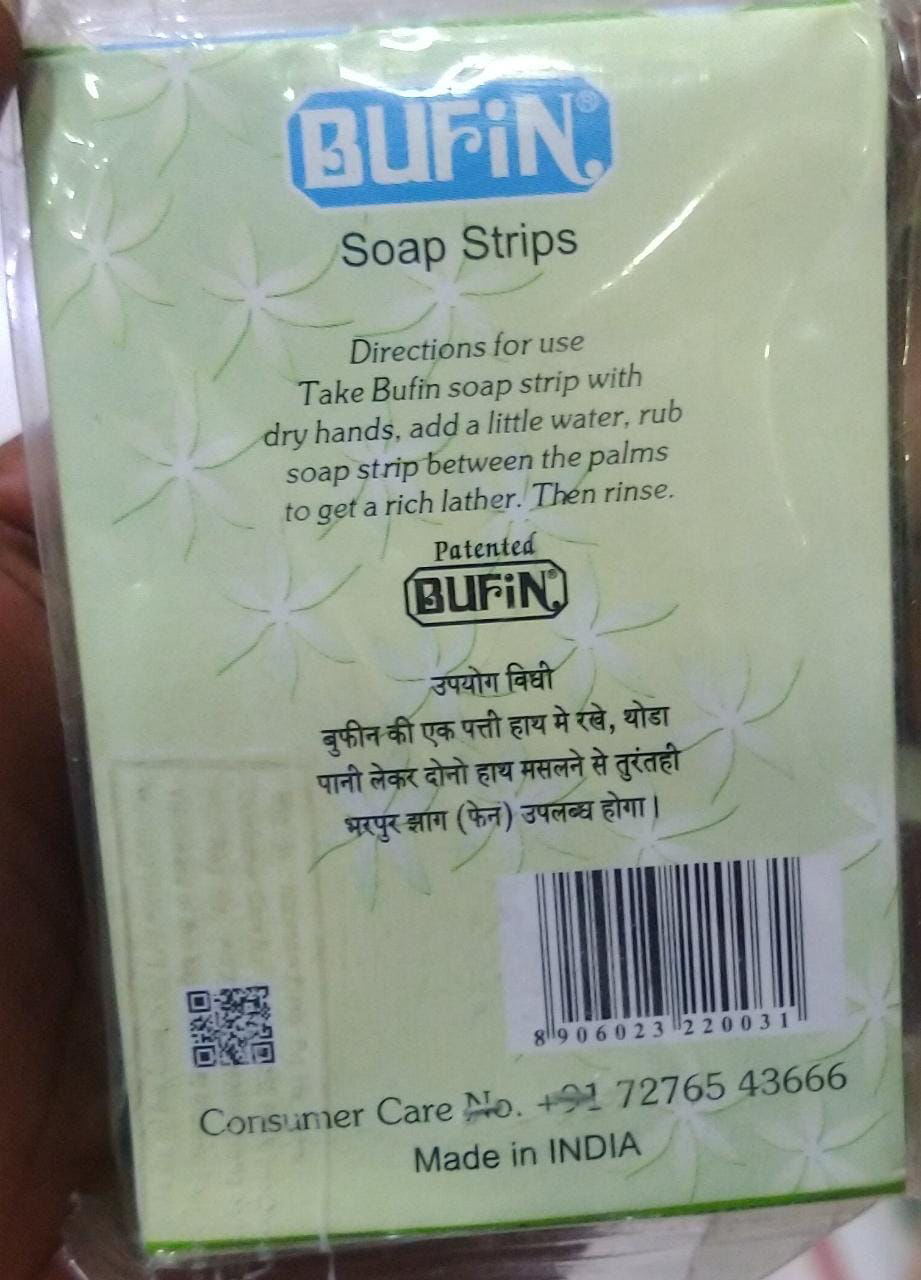 BUFiN®
Soap Strips
Directions for use
Take Bufin soap strip with
dry hands, add a little water, rub
soap strip between the palms
to get a rich lather. Then rinse.
Patented
BUFiN®
उपयोग विधी
बुफीन की एक पत्ती हाथ मे रखे, थोडा
पानी लेकर दोनो हाथ मसलने से तुरंतही
भरपुर झाग (फेन) उपलब्ध होगा।
8 906023 220031
Consumer Care No. +91 72765 43666
Made in INDIA